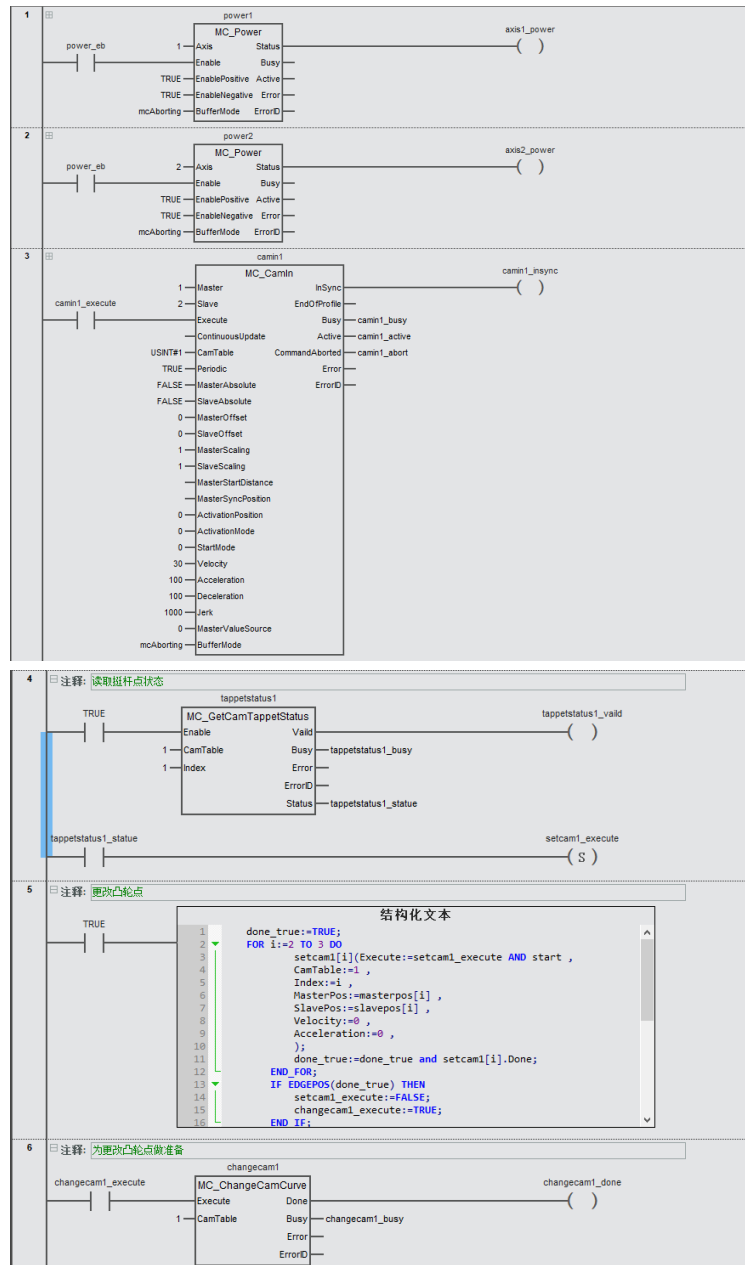 1
power1
MC_Power
power_eb
axis1_power
1
Axis
Status
Enable
Busy
TRUE
EnablePositive
Active
TRUE
EnableNegative
Error
mcAborting
BufferMode
ErrorID
2
power2
MC_Power
power_eb
axis2_power
2
Axis
Status
Enable
Busy
TRUE
EnablePositive
Active
TRUE
EnableNegative
Error
mcAborting
BufferMode
ErrorID
3
camin1
MC_CamIn
camin1_insync
1
Master
InSync
camin1_execute
2
Slave
EndOfProfile
Execute
Busy
camin1_busy
ContinuousUpdate
Active
camin1_active
USINT#1
CamTable
CommandAborted
camin1_abort
TRUE
Periodic
Error
FALSE
MasterAbsolute
ErrorID
FALSE
SlaveAbsolute
0
MasterOffset
0
SlaveOffset
1
MasterScaling
1
SlaveScaling
MasterStartDistance
MasterSyncPosition
0
ActivationPosition
0
ActivationMode
0
StartMode
30
Velocity
100
Acceleration
100
Deceleration
1000
Jerk
0
MasterValueSource
mcAborting
BufferMode
4
注释: 读取挺杆点状态
tappetstatus1
TRUE
MC_GetCamTappetStatus
tappetstatus1_vaild
Enable
Vaild
1
CamTable
Busy
tappetstatus1_busy
1
Index
Error
ErrorID
Status
tappetstatus1_statue
tappetstatus1_statue
setcam1_execute
S
5
注释: 更改凸轮点
TRUE
结构化文本
1 done_true:=TRUE;
2 FOR i:=2 TO 3 DO
3 setcam1[i](Execute:=setcam1_execute AND start ,
4 CamTable:=1 ,
5 Index:=i ,
6 MasterPos:=masterpos[i] ,
7 SlavePos:=slavepos[i] ,
8 Velocity:=0 ,
9 Acceleration:=0 ,
10 );
11 done_true:=done_true and setcam1[i].Done;
12 END_FOR;
13 IF EDGEPOS(done_true) THEN
14 setcam1_execute:=FALSE;
15 changecam1_execute:=TRUE;
16 END_IF;
6
注释: 为更改凸轮点做准备
changecam1
changecam1_execute
MC_ChangeCamCurve
changecam1_done
Execute
Done
1
CamTable
Busy
changecam1_busy
Error
ErrorID